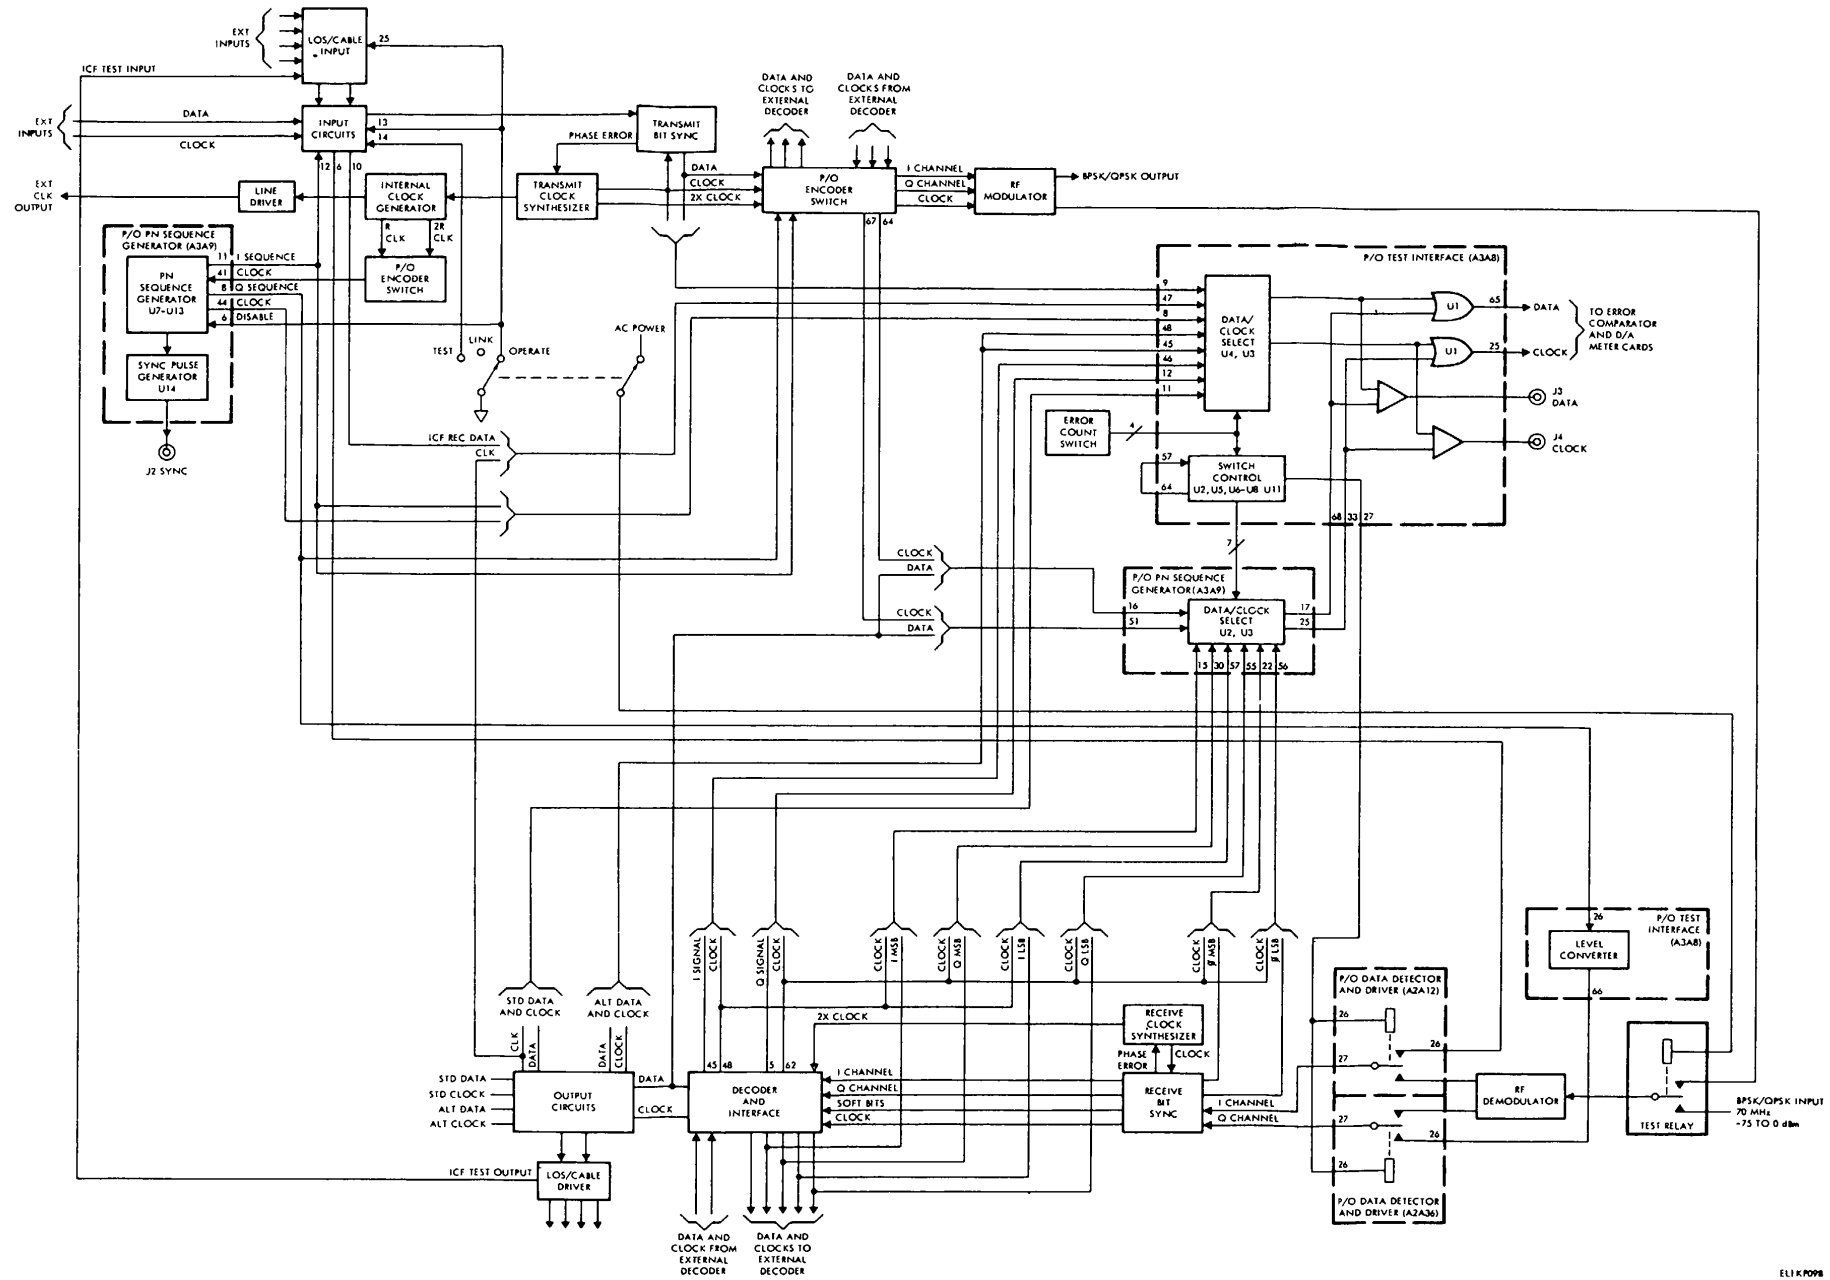 EXT
INPUTS
LOS/CABLE
INPUT
25
ICF TEST INPUT
EXT
INPUTS
DATA
CLOCK
INPUT
CIRCUITS
13
14
12 6 10
TRANSMIT
BIT SYNC
PHASE ERROR
DATA AND
CLOCKS TO
EXTERNAL
DECODER
DATA AND
CLOCKS FROM
EXTERNAL
DECODER
EXT
CLK
OUTPUT
LINE
DRIVER
INTERNAL
CLOCK
GENERATOR
TRANSMIT
CLOCK
SYNTHESIZER
DATA
CLOCK
2X CLOCK
P/O
ENCODER
SWITCH
I CHANNEL
Q CHANNEL
CLOCK
RF
MODULATOR
BPSK/QPSK OUTPUT
67 64
R
CLK
2R
CLK
P/O
ENCODER
SWITCH
P/O PN SEQUENCE
GENERATOR (A3A9)
PN
SEQUENCE
GENERATOR
U7-U13
11 I SEQUENCE
41 CLOCK
8 Q SEQUENCE
44 CLOCK
6 DISABLE
SYNC PULSE
GENERATOR
U14
J2 SYNC
TEST
LINK
OPERATE
AC POWER
P/O TEST INTERFACE (A3A8)
9
47
8
48
45
46
12
11
DATA/
CLOCK
SELECT
U4, U3
U1
65
DATA
U1
25
CLOCK
TO ERROR
COMPARATOR
AND D/A
METER CARDS
J3
DATA
J4
CLOCK
ERROR
COUNT
SWITCH
4
57
64
SWITCH
CONTROL
U2, U5, U6-U8 U11
68 33 27
7
ICF REC DATA
CLK
CLOCK
DATA
CLOCK
DATA
P/O PN SEQUENCE
GENERATOR(A3A9)
16
51
DATA/CLOCK
SELECT
U2, U3
17
25
15 30 57 55 22 56
I SIGNAL
CLOCK
Q SIGNAL
CLOCK
CLOCK
I MSB
CLOCK
Q MSB
CLOCK
I LSB
CLOCK
Q LSB
CLOCK
Ø MSB
CLOCK
Ø LSB
26
P/O TEST
INTERFACE
(A3A8)
LEVEL
CONVERTER
66
STD DATA
AND CLOCK
ALT DATA
AND CLOCK
CLK
DATA
DATA
CLOCK
2X CLOCK
RECEIVE
CLOCK
SYNTHESIZER
PHASE
ERROR
CLOCK
P/O DATA DETECTOR
AND DRIVER (A2A12)
26
27
26
45 48 5 62
STD DATA
STD CLOCK
ALT DATA
ALT CLOCK
OUTPUT
CIRCUITS
DATA
CLOCK
DECODER
AND
INTERFACE
I CHANNEL
Q CHANNEL
SOFT BITS
CLOCK
RECEIVE
BIT
SYNC
I CHANNEL
Q CHANNEL
27
26
26
RF
DEMODULATOR
TEST RELAY
BPSK/QPSK INPUT
70 MHz
-75 TO 0 dBm
P/O DATA DETECTOR
AND DRIVER (A2A36)
ICF TEST OUTPUT
LOS/CABLE
DRIVER
DATA AND
CLOCK FROM
EXTERNAL
DECODER
DATA AND
CLOCKS TO
EXTERNAL
DECODER
EL1KP098